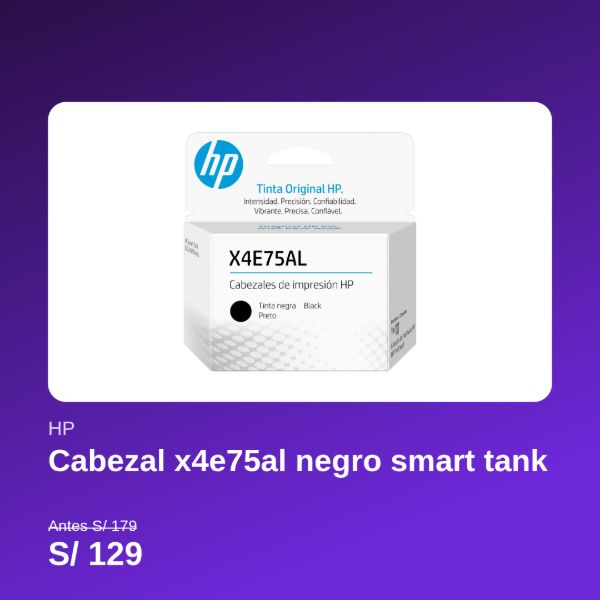 hp
Tinta Original HP.
Intensidad. Precisión. Confiabilidad.
Vibrante. Precisa. Confiável.
X4E75AL
Cabezales de impresión HP
Tinta negra Black
Preto
HP
Cabezal x4e75al negro smart tank
Antes S/ 179
S/ 129